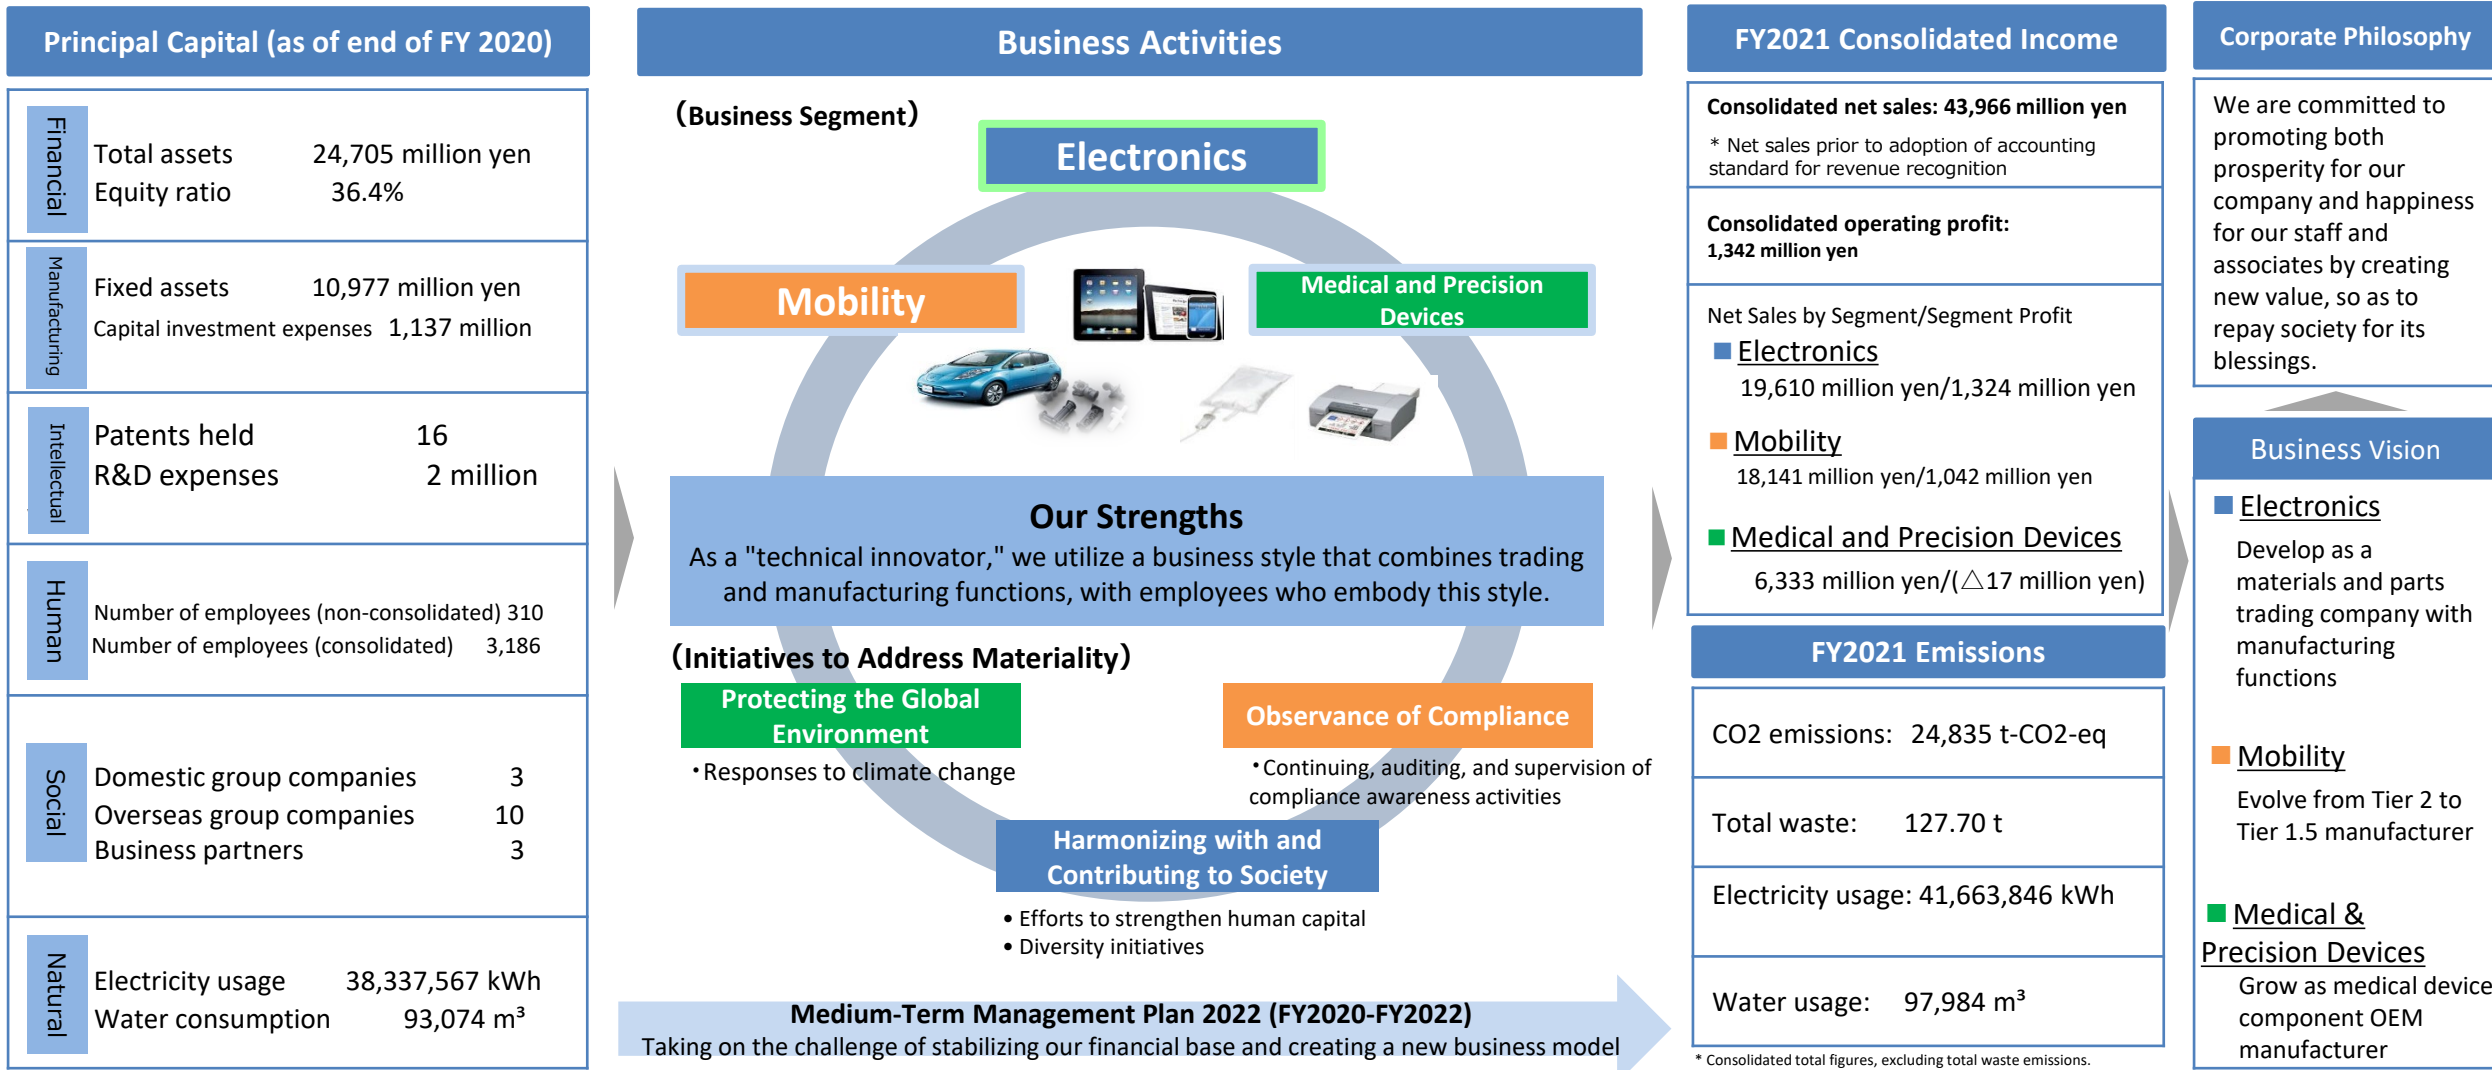 Principal Capital (as of end of FY 2020)
Financial
Total assets 24,705 million yen
Equity ratio 36.4%
Manufacturing
Fixed assets 10,977 million yen
Capital investment expenses 1,137 million
Intellectual
Patents held 16
R&D expenses 2 million
Human
Number of employees (non-consolidated) 310
Number of employees (consolidated) 3,186
Social
Domestic group companies 3
Overseas group companies 10
Business partners 3
Natural
Electricity usage 38,337,567 kWh
Water consumption 93,074 m³
Business Activities
(Business Segment)
Electronics
Mobility
Medical and Precision
Devices
Our Strengths
As a "technical innovator," we utilize a business style that combines trading
and manufacturing functions, with employees who embody this style.
(Initiatives to Address Materiality)
Protecting the Global
Environment
・Responses to climate change
Observance of Compliance
・Continuing, auditing, and supervision of
compliance awareness activities
Harmonizing with and
Contributing to Society
• Efforts to strengthen human capital
• Diversity initiatives
Medium-Term Management Plan 2022 (FY2020-FY2022)
Taking on the challenge of stabilizing our financial base and creating a new business model
FY2021 Consolidated Income
Consolidated net sales: 43,966 million yen
* Net sales prior to adoption of accounting
standard for revenue recognition
Consolidated operating profit:
1,342 million yen
Net Sales by Segment/Segment Profit
■ Electronics
19,610 million yen/1,324 million yen
■ Mobility
18,141 million yen/1,042 million yen
■ Medical and Precision Devices
6,333 million yen/(△17 million yen)
FY2021 Emissions
CO2 emissions: 24,835 t-CO2-eq
Total waste: 127.70 t
Electricity usage: 41,663,846 kWh
Water usage: 97,984 m³
* Consolidated total figures, excluding total waste emissions.
Corporate Philosophy
We are committed to
promoting both
prosperity for our
company and happiness
for our staff and
associates by creating
new value, so as to
repay society for its
blessings.
Business Vision
■ Electronics
Develop as a
materials and parts
trading company with
manufacturing
functions
■ Mobility
Evolve from Tier 2 to
Tier 1.5 manufacturer
■ Medical &
Precision Devices
Grow as medical device
component OEM
manufacturer